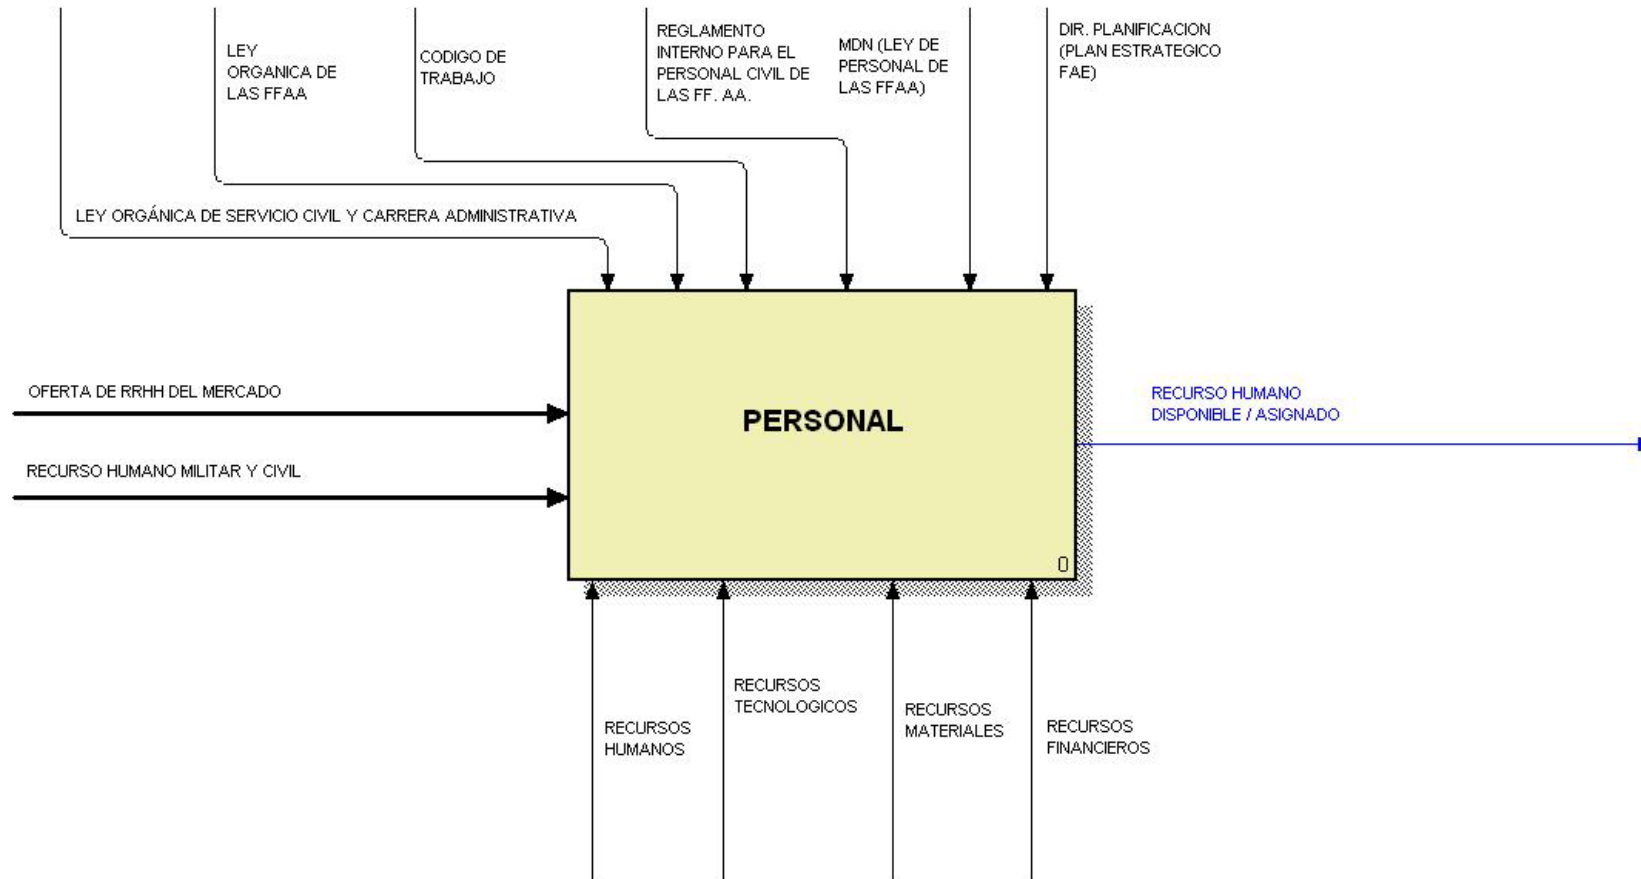 LEY
ORGANICA DE
LAS FFAA
CODIGO DE
TRABAJO
REGLAMENTO
INTERNO PARA EL
PERSONAL CIVIL DE
LAS FF. AA.
MDN (LEY DE
PERSONAL DE
LAS FFAA)
DIR. PLANIFICACION
(PLAN ESTRATEGICO
FAE)
LEY ORGÁNICA DE SERVICIO CIVIL Y CARRERA ADMINISTRATIVA
OFERTA DE RRHH DEL MERCADO
RECURSO HUMANO MILITAR Y CIVIL
PERSONAL
0
RECURSO HUMANO
DISPONIBLE / ASIGNADO
RECURSOS
HUMANOS
RECURSOS
TECNOLOGICOS
RECURSOS
MATERIALES
RECURSOS
FINANCIEROS